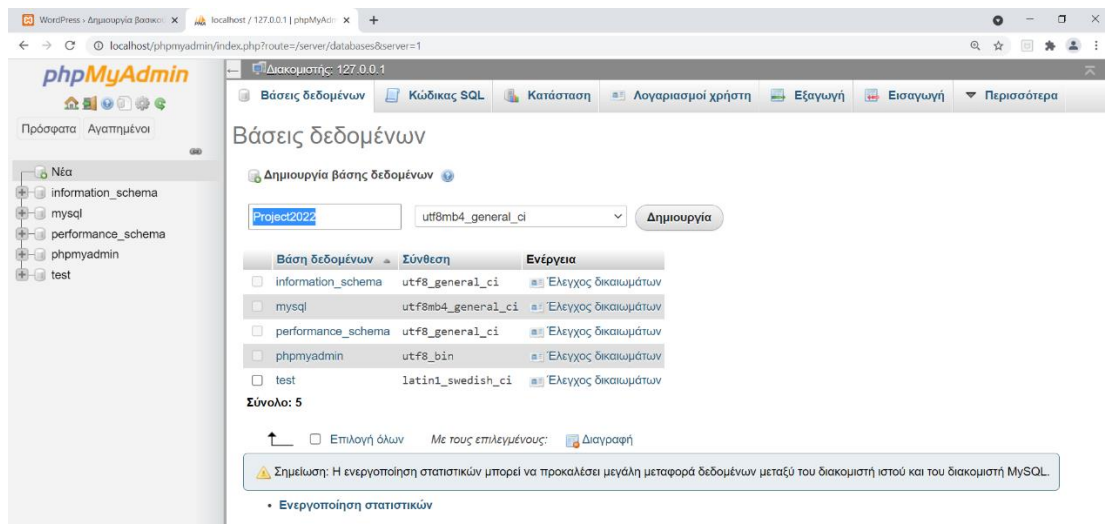 WordPress › Δημιουργία βασικο
localhost / 127.0.0.1 | phpMyAdm
localhost/phpmyadmin/index.php?route=/server/databases&server=1
phpMyAdmin
Πρόσφατα Αγαπημένοι
Νέα
information_schema
mysql
performance_schema
phpmyadmin
test
Διακομιστής: 127.0.0.1
Βάσεις δεδομένων Κώδικας SQL Κατάσταση Λογαριασμοί χρήστη Εξαγωγή Εισαγωγή Περισσότερα
Βάσεις δεδομένων
Δημιουργία βάσης δεδομένων
Project2022 utf8mb4_general_ci Δημιουργία
Βάση δεδομένων Σύνθεση Ενέργεια
information_schema utf8_general_ci Έλεγχος δικαιωμάτων
mysql utf8mb4_general_ci Έλεγχος δικαιωμάτων
performance_schema utf8_general_ci Έλεγχος δικαιωμάτων
phpmyadmin utf8_bin Έλεγχος δικαιωμάτων
test latin1_swedish_ci Έλεγχος δικαιωμάτων
Σύνολο: 5
Επιλογή όλων Με τους επιλεγμένους: Διαγραφή
Σημείωση: Η ενεργοποίηση στατιστικών μπορεί να προκαλέσει μεγάλη μεταφορά δεδομένων μεταξύ του διακομιστή ιστού και του διακομιστή MySQL.
• Ενεργοποίηση στατιστικών